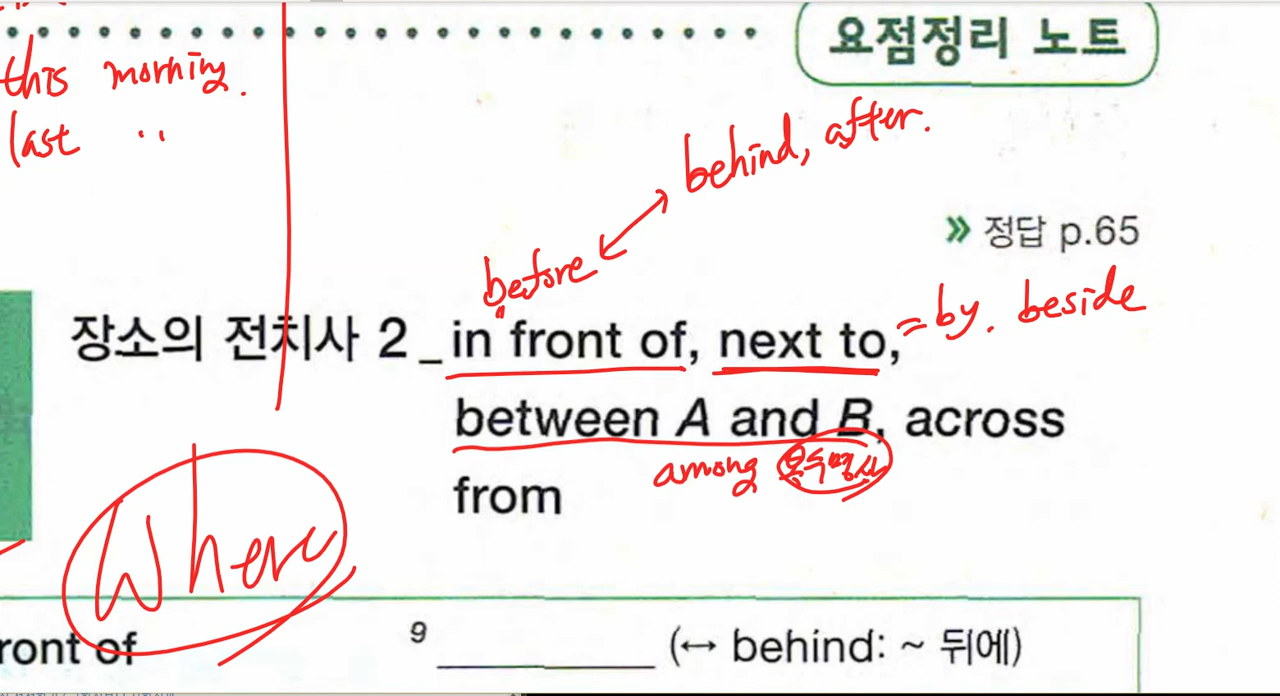 요점정리 노트
this morning.
last 〃
behind, after.
» 정답 p.65
before
장소의 전치사 2_in front of, next to, = by. beside
between A and B, across
among 복수명사
from
Where
ront of 9 __________ (↔ behind: ~ 뒤에)